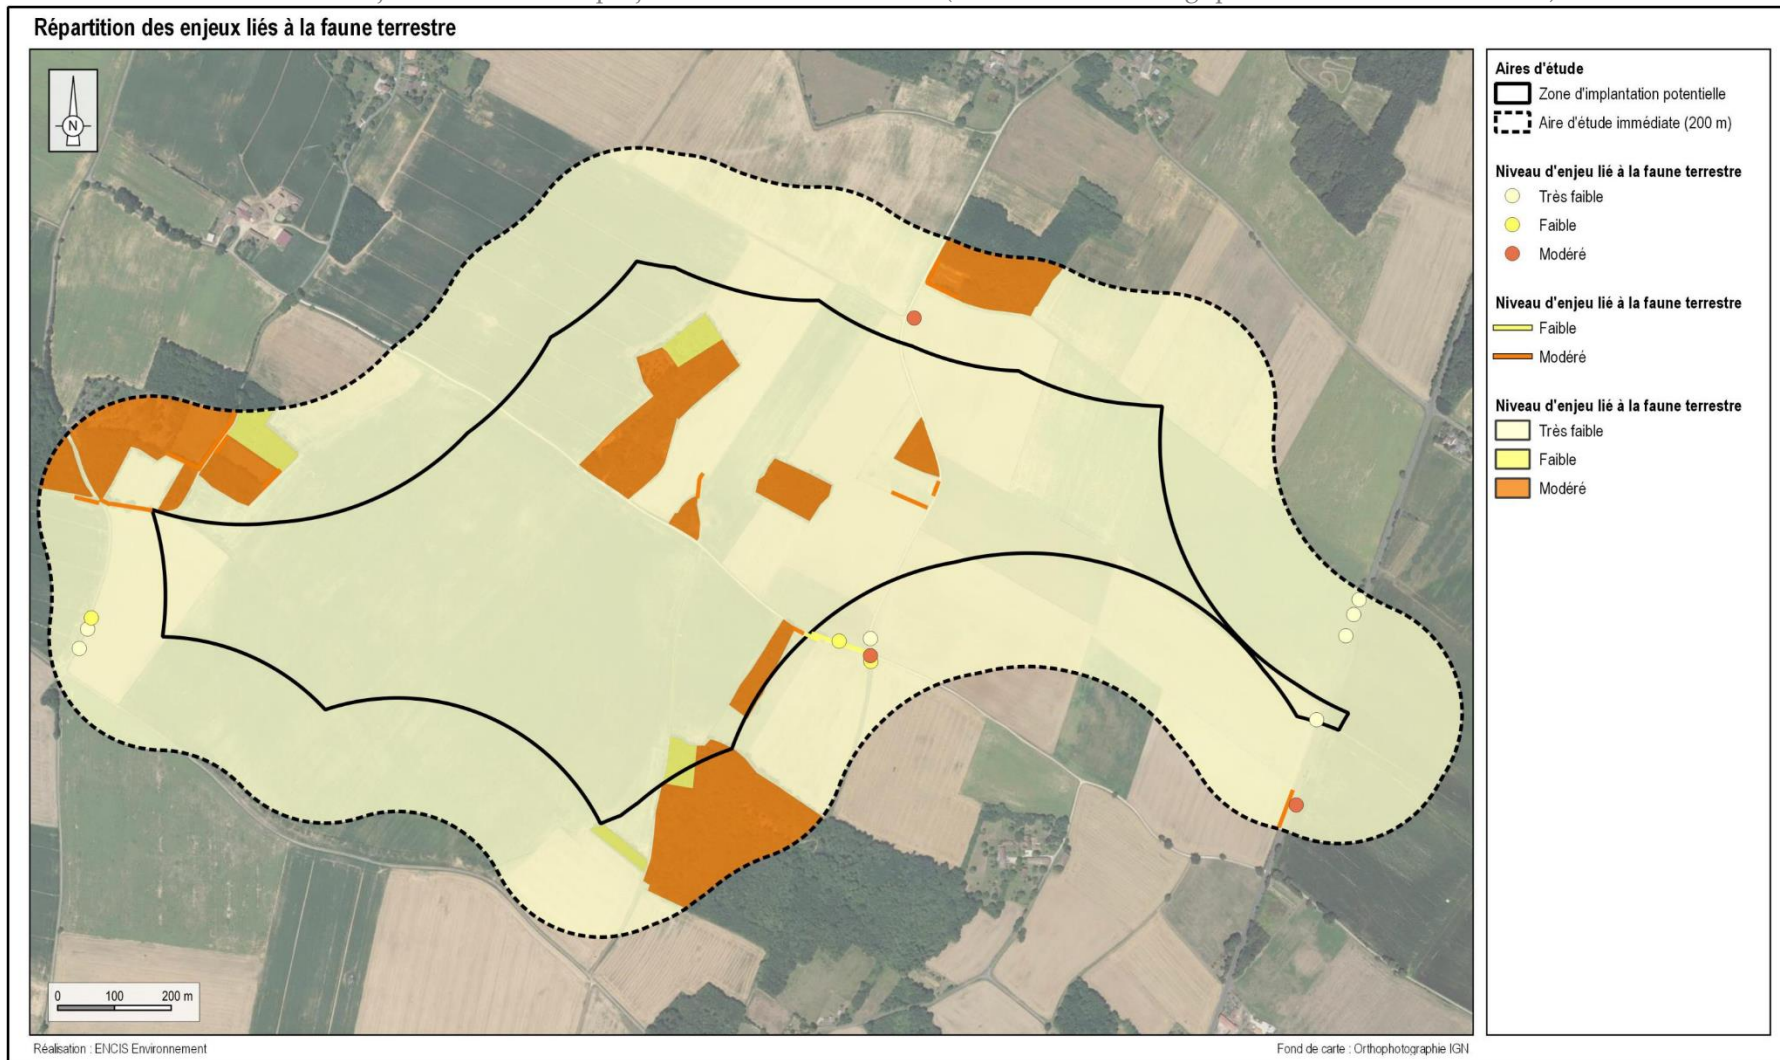 Répartition des enjeux liés à la faune terrestre
N
Aires d'étude
Zone d'implantation potentielle
Aire d'étude immédiate (200 m)
Niveau d'enjeu lié à la faune terrestre
Très faible
Faible
Modéré
Niveau d'enjeu lié à la faune terrestre
Faible
Modéré
Niveau d'enjeu lié à la faune terrestre
Très faible
Faible
Modéré
0 100 200 m
Réalisation : ENCIS Environnement
Fond de carte : Orthophotographie IGN